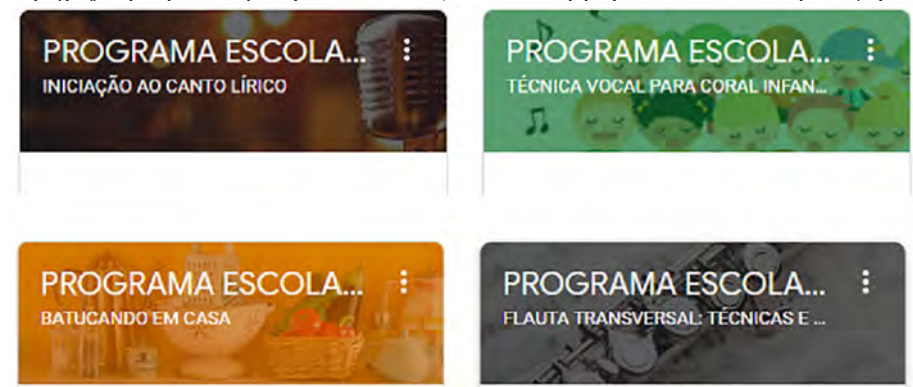 PROGRAMA ESCOLA...
INICIAÇÃO AO CANTO LÍRICO
PROGRAMA ESCOLA...
TÉCNICA VOCAL PARA CORAL INFAN...
PROGRAMA ESCOLA...
BATUCANDO EM CASA
PROGRAMA ESCOLA...
FLAUTA TRANSVERSAL: TÉCNICAS E ...